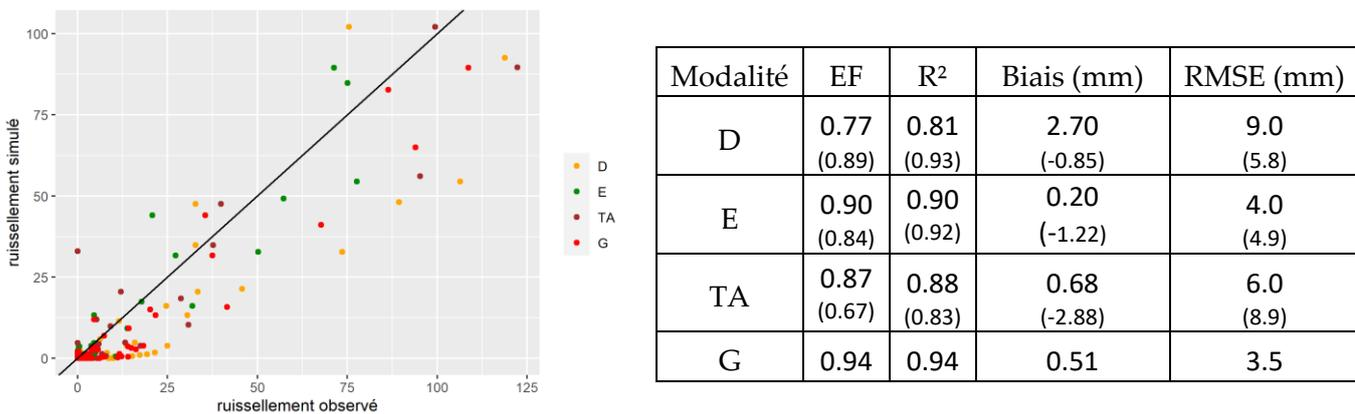 100
75
50
25
0
0 25 50 75 100 125
ruissellement observé
ruissellement simulé
D
E
TA
G
Modalité EF R² Biais (mm) RMSE (mm)
D 0.77 0.81 2.70 9.0
(0.89) (0.93) (-0.85) (5.8)
E 0.90 0.90 0.20 4.0
(0.84) (0.92) (-1.22) (4.9)
TA 0.87 0.88 0.68 6.0
(0.67) (0.83) (-2.88) (8.9)
G 0.94 0.94 0.51 3.5